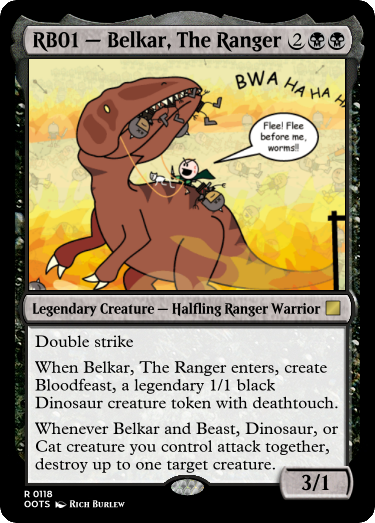 RB01 — Belkar, The Ranger 2
BWA HA HA HA
Flee! Flee
before me,
worms!!
Legendary Creature — Halfling Ranger Warrior
Double strike
When Belkar, The Ranger enters, create
Bloodfeast, a legendary 1/1 black
Dinosaur creature token with deathtouch.
Whenever Belkar and Beast, Dinosaur, or
Cat creature you control attack together,
destroy up to one target creature.
3/1
R 0118
OOTS Rich Burlew